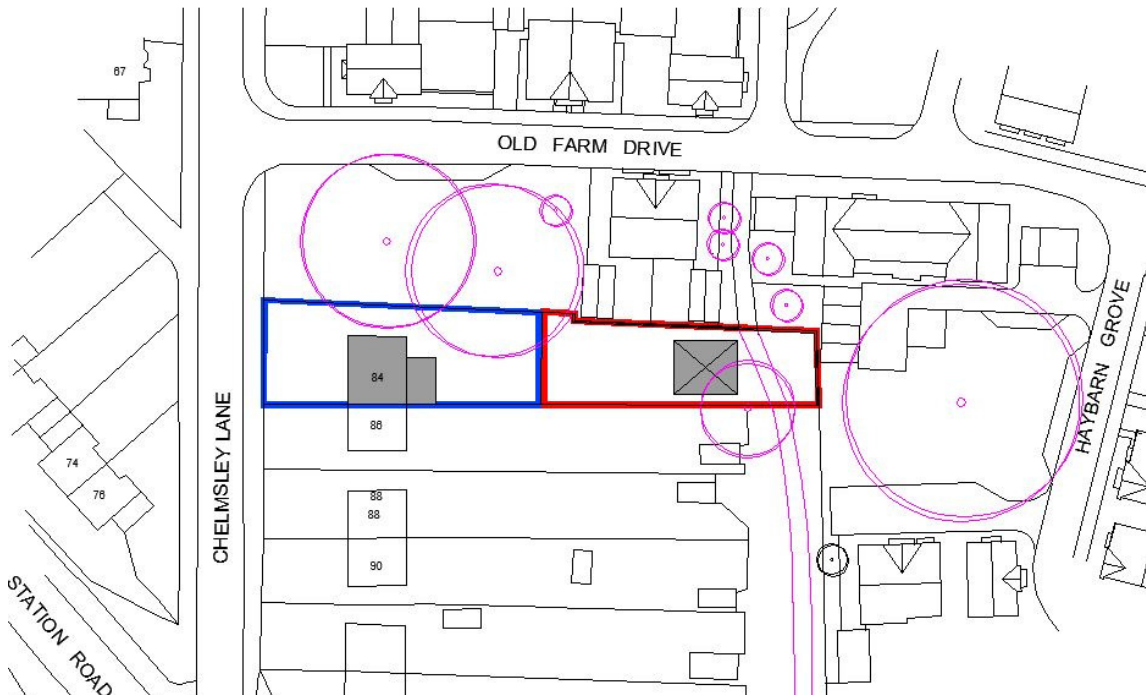 67
OLD FARM DRIVE
84
86
CHELMSLEY LANE
HAYBARN GROVE
74
76
88
88
90
STATION ROAD